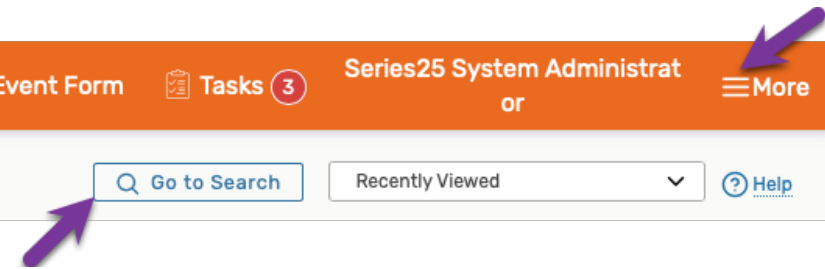 Event Form
Tasks 3
Series25 System Administrat
or
More
Go to Search
Recently Viewed
? Help